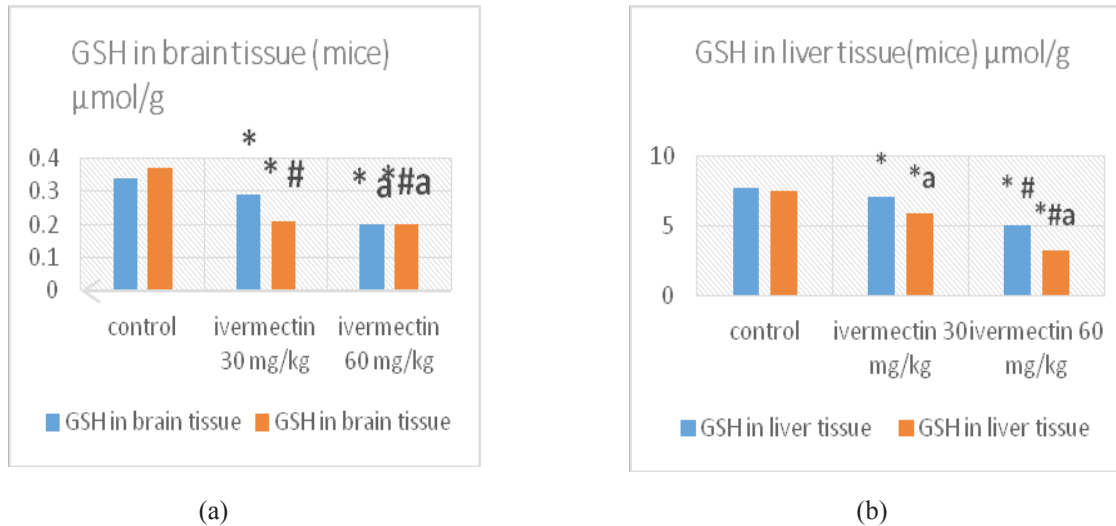 GSH in brain tissue (mice)
μmol/g
*
* #
* a
*#a
0.4
0.3
0.2
0.1
0
control
ivermectin
30 mg/kg
ivermectin
60 mg/kg
GSH in brain tissue
GSH in brain tissue
(a)
GSH in liver tissue(mice) μmol/g
*
*a
* #
*#a
10
5
0
control
ivermectin 30
mg/kg
ivermectin 60
mg/kg
GSH in liver tissue
GSH in liver tissue
(b)